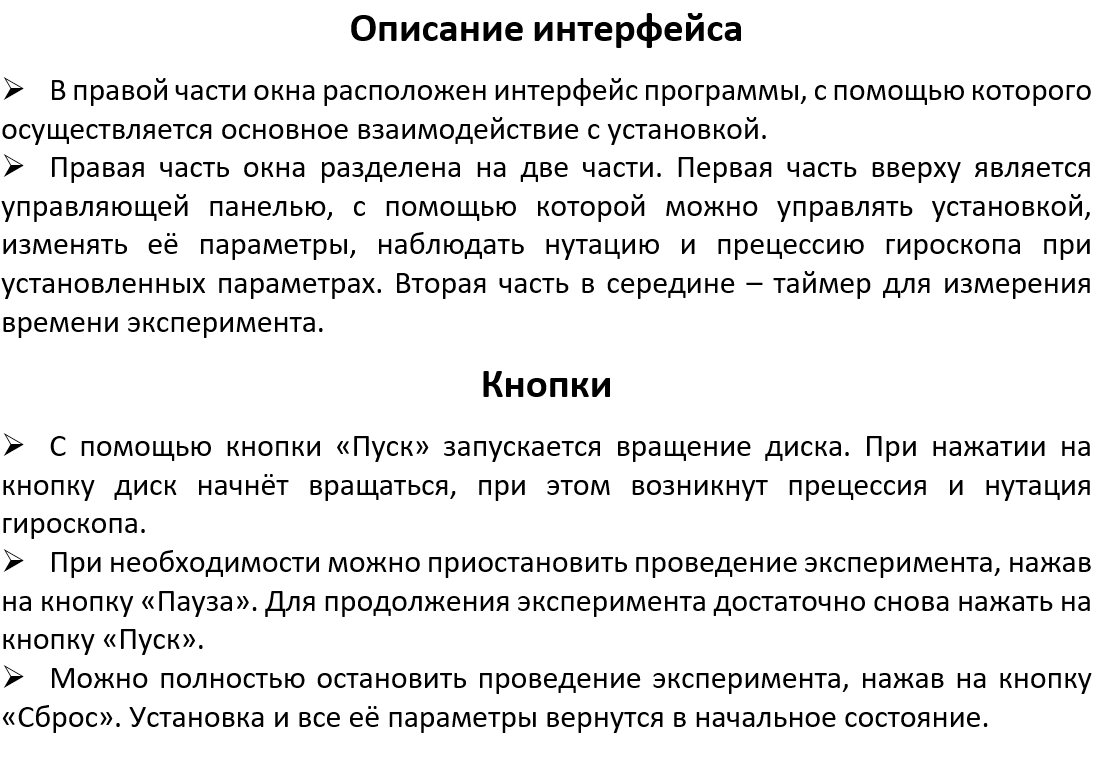 Описание интерфейса
➢ В правой части окна расположен интерфейс программы, с помощью которого
осуществляется основное взаимодействие с установкой.
➢ Правая часть окна разделена на две части. Первая часть вверху является
управляющей панелью, с помощью которой можно управлять установкой,
изменять её параметры, наблюдать нутацию и прецессию гироскопа при
установленных параметрах. Вторая часть в середине – таймер для измерения
времени эксперимента.
Кнопки
➢ С помощью кнопки «Пуск» запускается вращение диска. При нажатии на
кнопку диск начнёт вращаться, при этом возникнут прецессия и нутация
гироскопа.
➢ При необходимости можно приостановить проведение эксперимента, нажав
на кнопку «Пауза». Для продолжения эксперимента достаточно снова нажать на
кнопку «Пуск».
➢ Можно полностью остановить проведение эксперимента, нажав на кнопку
«Сброс». Установка и все её параметры вернутся в начальное состояние.